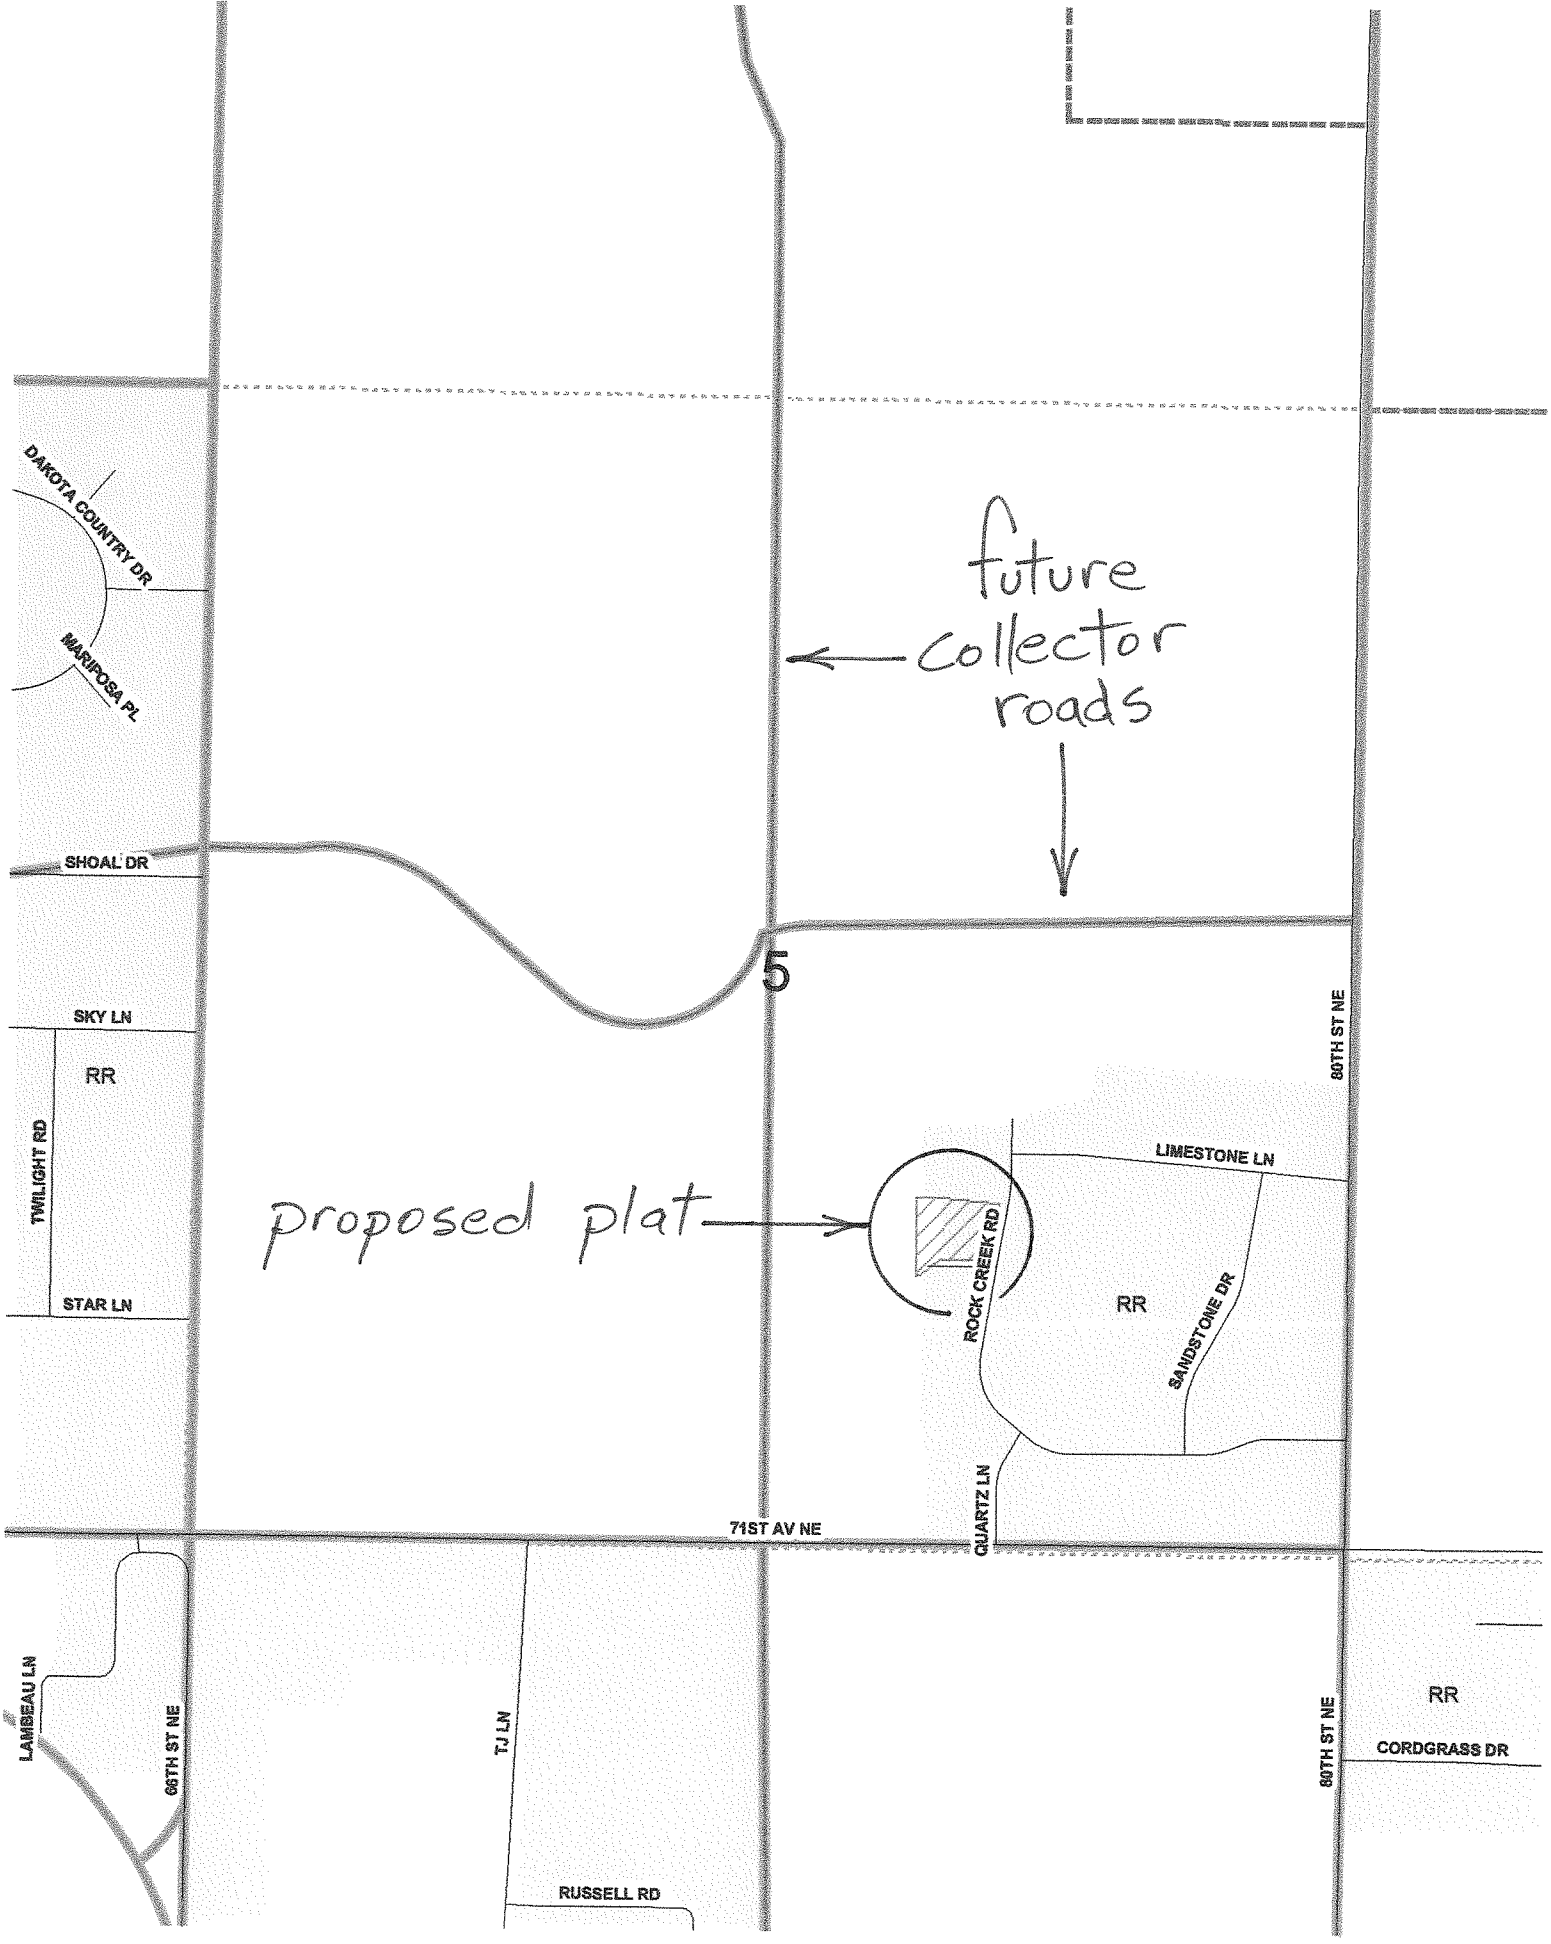 DAKOTA COUNTRY DR
MARIPOSA PL
future
collector
roads
SHOAL DR
5
SKY LN
RR
80TH ST NE
TWILIGHT RD
LIMESTONE LN
proposed plat
ROCK CREEK RD
STAR LN
RR
SANDSTONE DR
QUARTZ LN
71ST AV NE
LAMBEAU LN
66TH ST NE
TJ LN
80TH ST NE
RR
CORDGRASS DR
RUSSELL RD